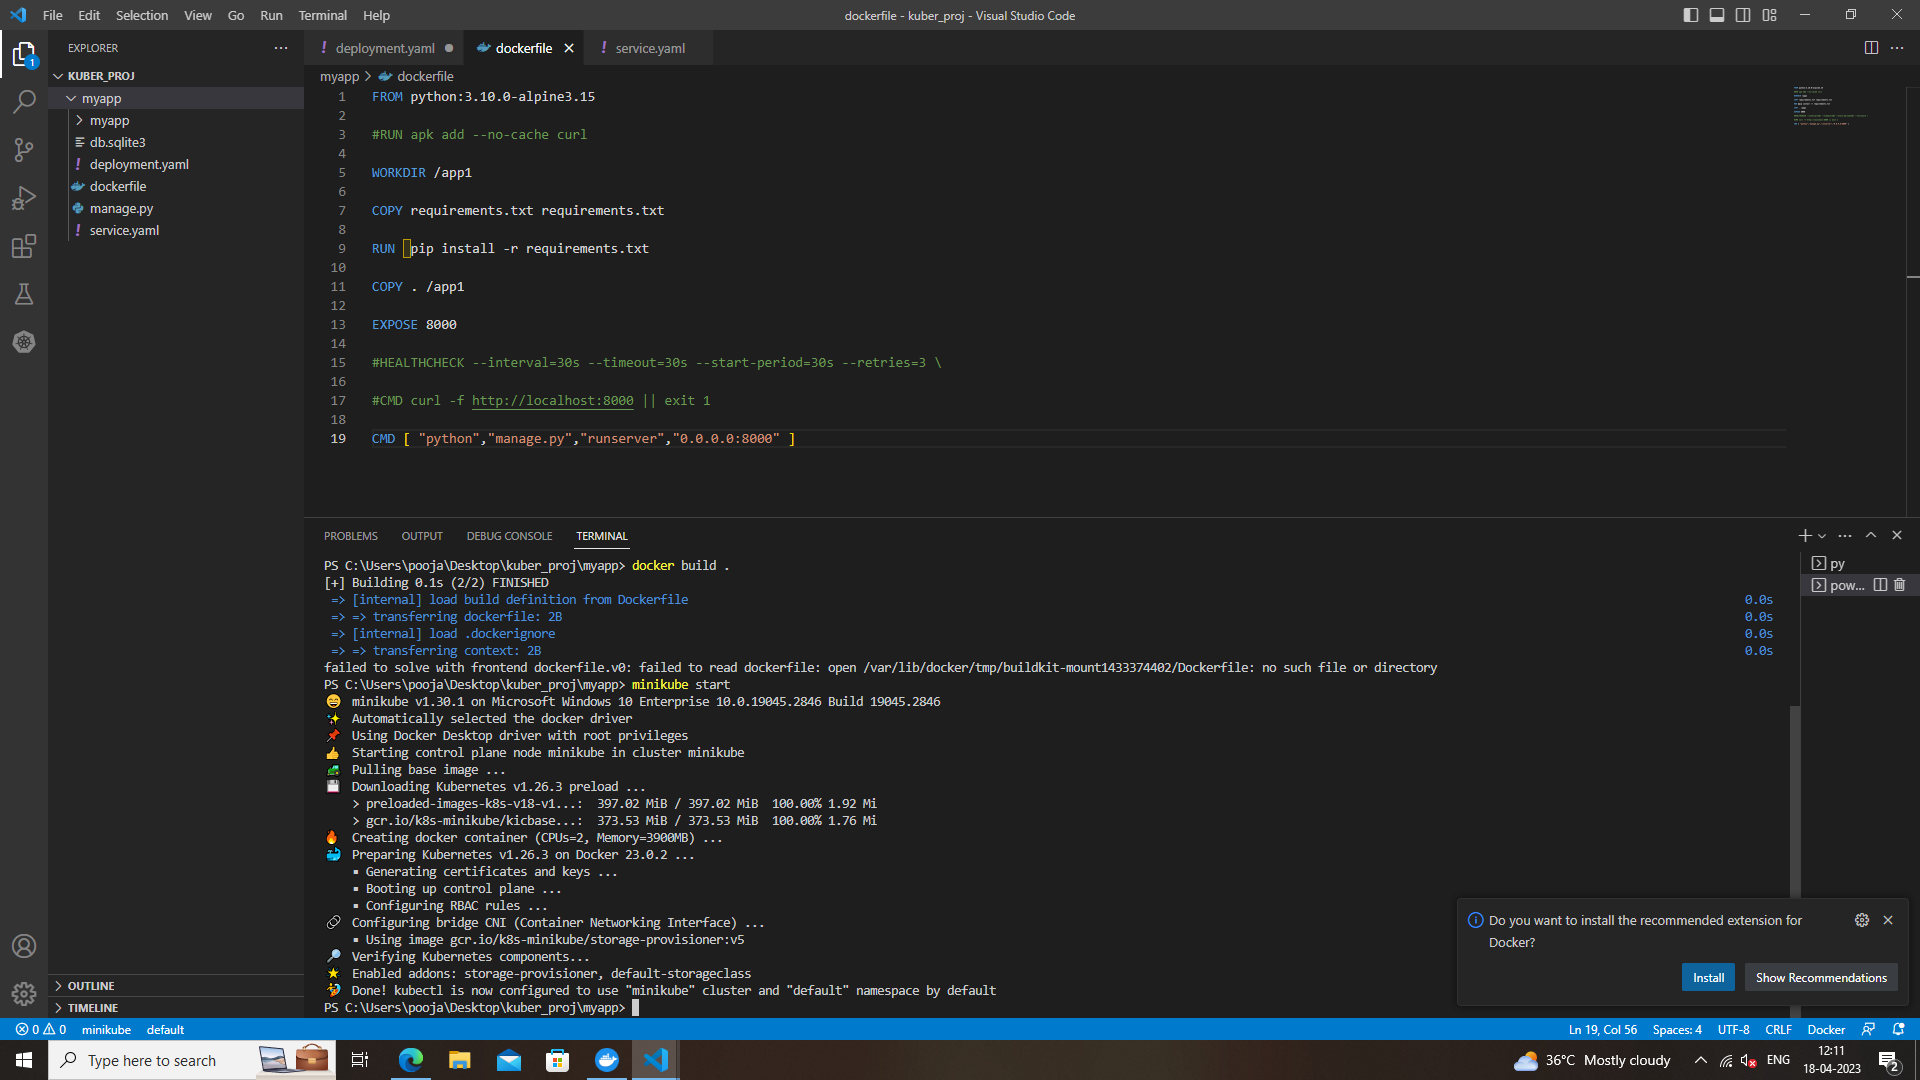 File Edit Selection View Go Run Terminal Help
dockerfile - kuber_proj - Visual Studio Code
EXPLORER
1
KUBER_PROJ
myapp
myapp
db.sqlite3
deployment.yaml
dockerfile
manage.py
service.yaml
OUTLINE
TIMELINE
deployment.yaml
dockerfile
service.yaml
myapp > dockerfile
1 FROM python:3.10.0-alpine3.15
2
3 #RUN apk add --no-cache curl
4
5 WORKDIR /app1
6
7 COPY requirements.txt requirements.txt
8
9 RUN pip install -r requirements.txt
10
11 COPY . /app1
12
13 EXPOSE 8000
14
15 #HEALTHCHECK --interval=30s --timeout=30s --start-period=30s --retries=3 \
16
17 #CMD curl -f http://localhost:8000 || exit 1
18
19 CMD [ "python","manage.py","runserver","0.0.0.0:8000" ]
PROBLEMS OUTPUT DEBUG CONSOLE TERMINAL
py
pow...
PS C:\Users\pooja\Desktop\kuber_proj\myapp> docker build .
[+] Building 0.1s (2/2) FINISHED
=> [internal] load build definition from Dockerfile 0.0s
=> => transferring dockerfile: 2B 0.0s
=> [internal] load .dockerignore 0.0s
=> => transferring context: 2B 0.0s
failed to solve with frontend dockerfile.v0: failed to read dockerfile: open /var/lib/docker/tmp/buildkit-mount1433374402/Dockerfile: no such file or directory
PS C:\Users\pooja\Desktop\kuber_proj\myapp> minikube start
😄 minikube v1.30.1 on Microsoft Windows 10 Enterprise 10.0.19045.2846 Build 19045.2846
✨ Automatically selected the docker driver
📌 Using Docker Desktop driver with root privileges
👍 Starting control plane node minikube in cluster minikube
🚜 Pulling base image ...
💾 Downloading Kubernetes v1.26.3 preload ...
> preloaded-images-k8s-v18-v1...: 397.02 MiB / 397.02 MiB 100.00% 1.92 Mi
> gcr.io/k8s-minikube/kicbase...: 373.53 MiB / 373.53 MiB 100.00% 1.76 Mi
🔥 Creating docker container (CPUs=2, Memory=3900MB) ...
🐳 Preparing Kubernetes v1.26.3 on Docker 23.0.2 ...
▪ Generating certificates and keys ...
▪ Booting up control plane ...
▪ Configuring RBAC rules ...
🔗 Configuring bridge CNI (Container Networking Interface) ...
▪ Using image gcr.io/k8s-minikube/storage-provisioner:v5
🔎 Verifying Kubernetes components...
🌟 Enabled addons: storage-provisioner, default-storageclass
🏄 Done! kubectl is now configured to use "minikube" cluster and "default" namespace by default
PS C:\Users\pooja\Desktop\kuber_proj\myapp>
Do you want to install the recommended extension for
Docker?
Install Show Recommendations
0 0 minikube default
Ln 19, Col 56 Spaces: 4 UTF-8 CRLF Docker
Type here to search
36°C Mostly cloudy
ENG
12:11
18-04-2023
2